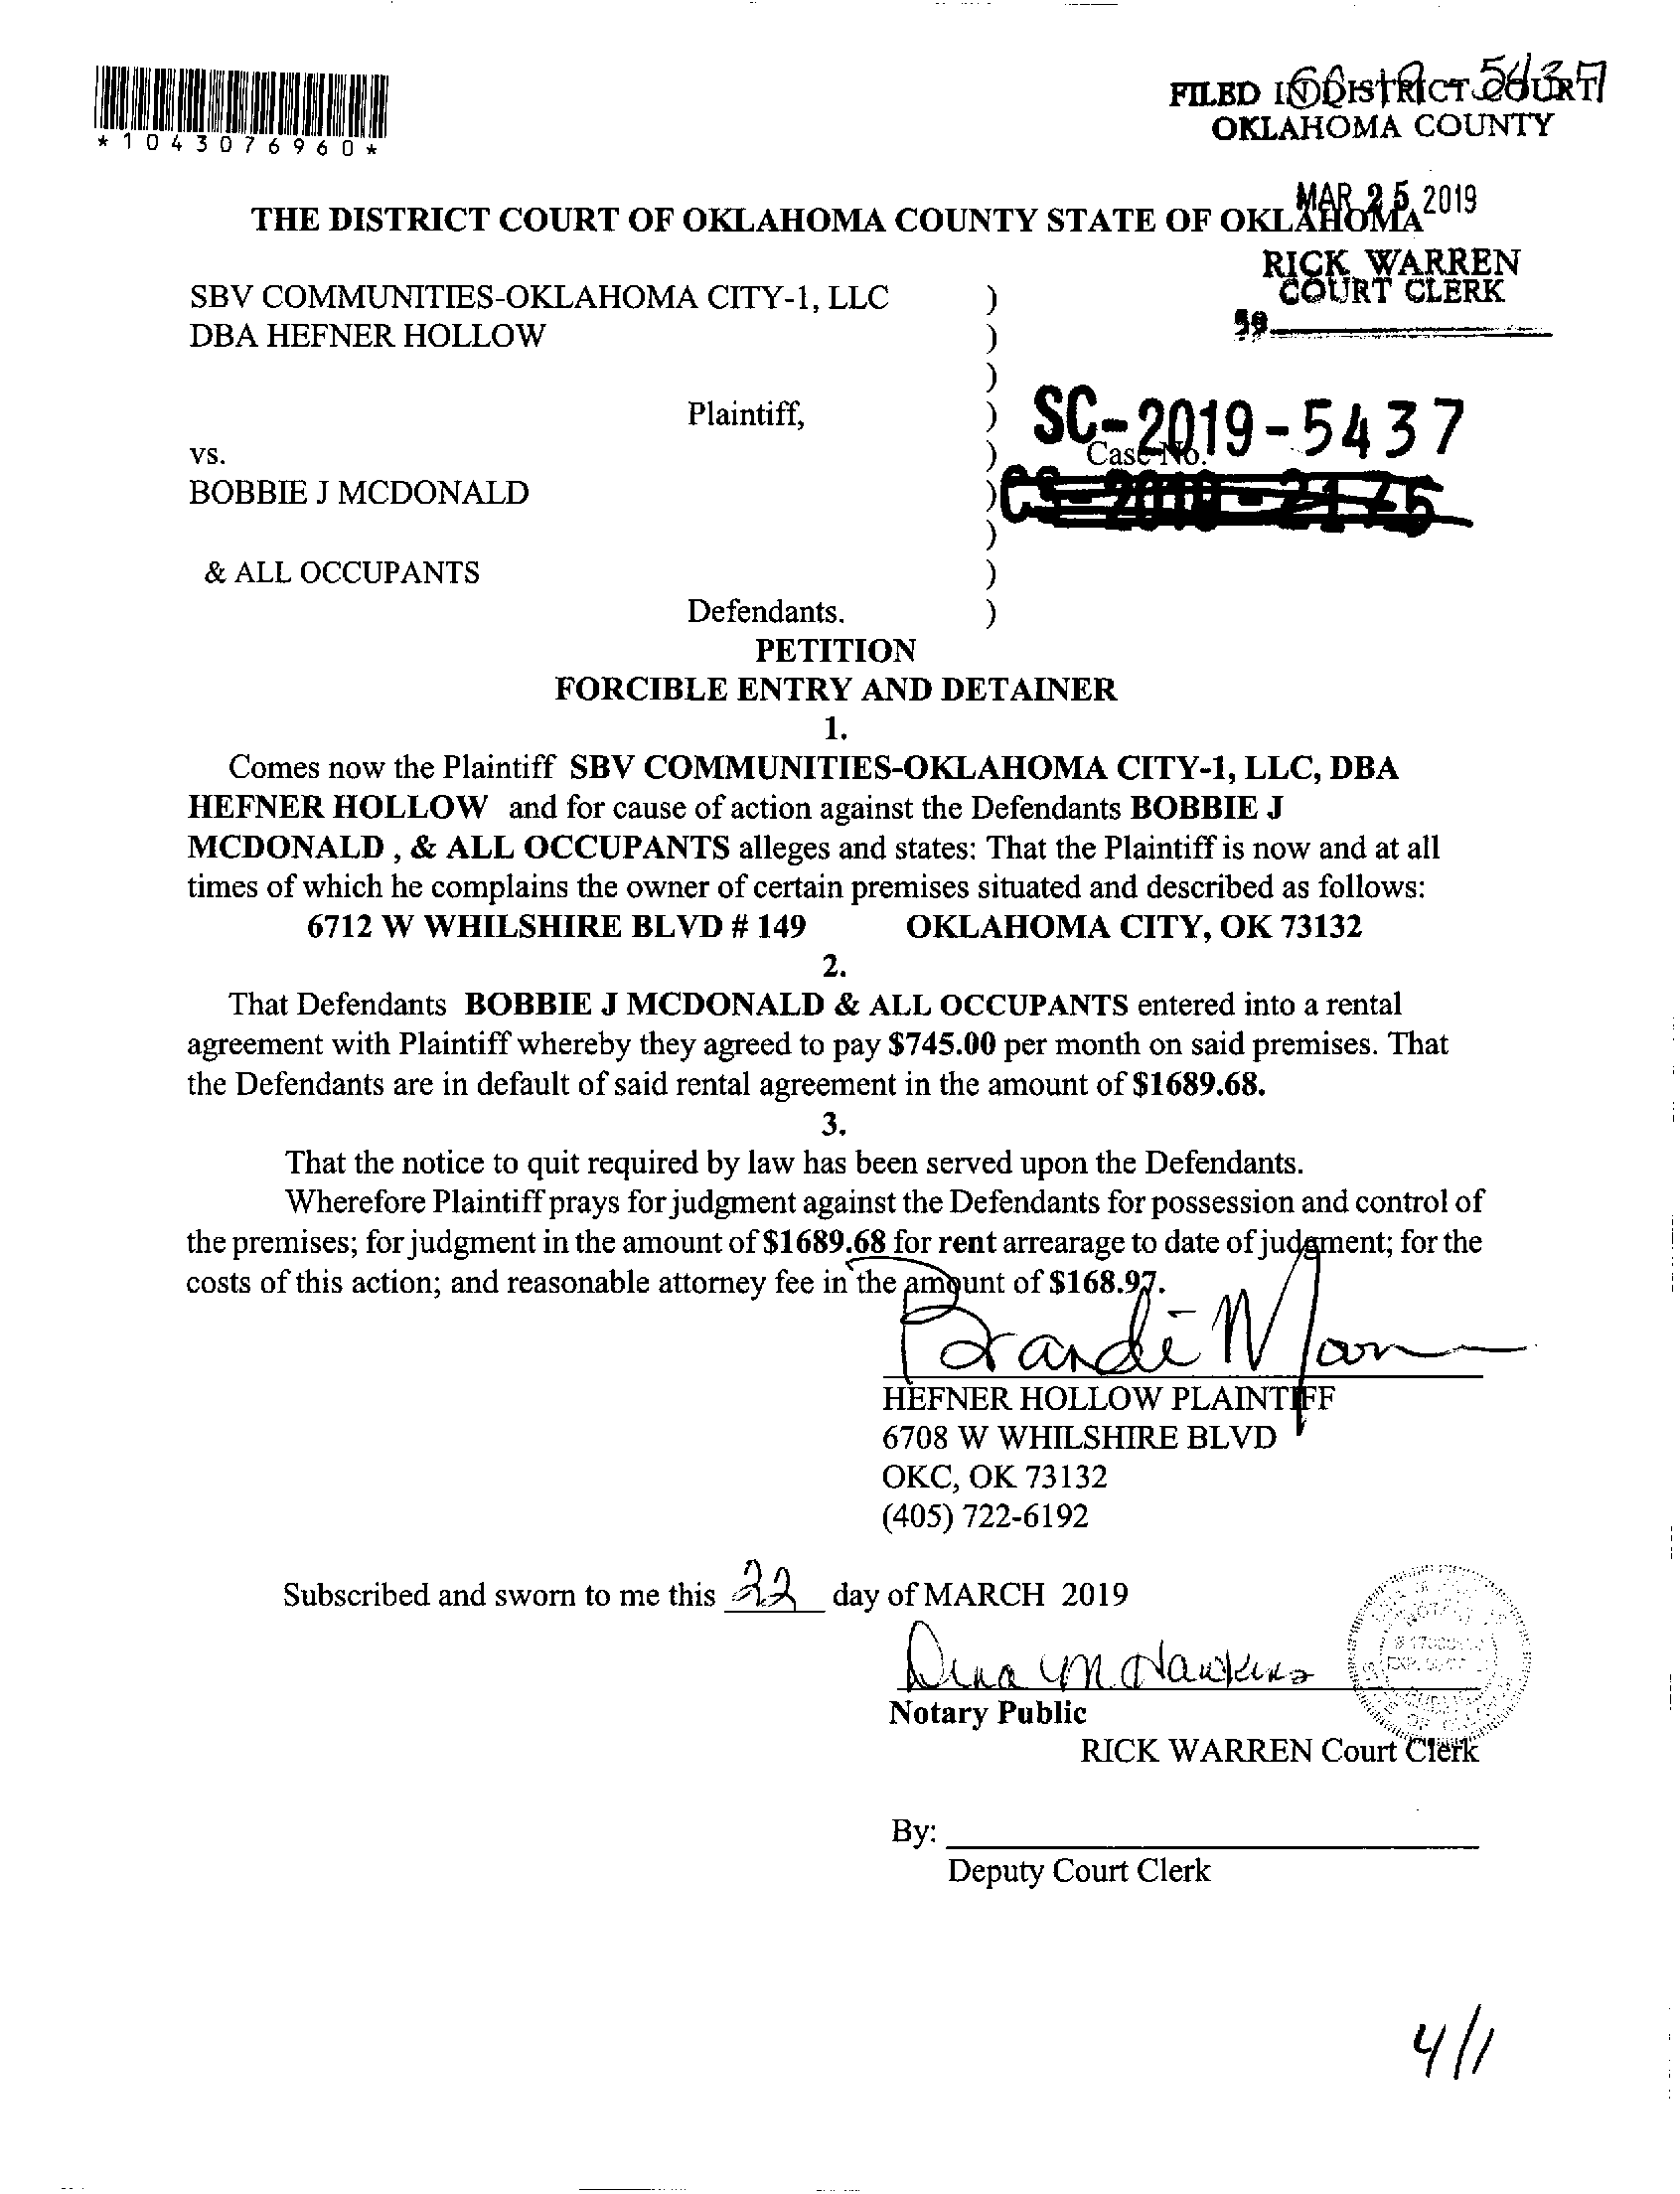 *1043076960*
FILED IN DISTRICT COURT
OKLAHOMA COUNTY
MAR 25 2019
THE DISTRICT COURT OF OKLAHOMA COUNTY STATE OF OKLAHOMA
RICK WARREN
COURT CLERK
59
SBV COMMUNITIES-OKLAHOMA CITY-1, LLC )
DBA HEFNER HOLLOW )
)
Plaintiff, ) SC-2019-5437
vs. ) Case No.
BOBBIE J MCDONALD )
)
& ALL OCCUPANTS )
Defendants. )
PETITION
FORCIBLE ENTRY AND DETAINER
1.
Comes now the Plaintiff SBV COMMUNITIES-OKLAHOMA CITY-1, LLC, DBA
HEFNER HOLLOW and for cause of action against the Defendants BOBBIE J
MCDONALD , & ALL OCCUPANTS alleges and states: That the Plaintiff is now and at all
times of which he complains the owner of certain premises situated and described as follows:
6712 W WHILSHIRE BLVD # 149 OKLAHOMA CITY, OK 73132
2.
That Defendants BOBBIE J MCDONALD & ALL OCCUPANTS entered into a rental
agreement with Plaintiff whereby they agreed to pay $745.00 per month on said premises. That
the Defendants are in default of said rental agreement in the amount of $1689.68.
3.
That the notice to quit required by law has been served upon the Defendants.
Wherefore Plaintiff prays for judgment against the Defendants for possession and control of
the premises; for judgment in the amount of $1689.68 for rent arrearage to date of judgment; for the
costs of this action; and reasonable attorney fee in the amount of $168.97.
Brandi
HEFNER HOLLOW PLAINTIFF
6708 W WHILSHIRE BLVD
OKC, OK 73132
(405) 722-6192
Subscribed and sworn to me this 22 day of MARCH 2019
Dena M. Hawkins
Notary Public
RICK WARREN Court Clerk
By:
Deputy Court Clerk
4/1